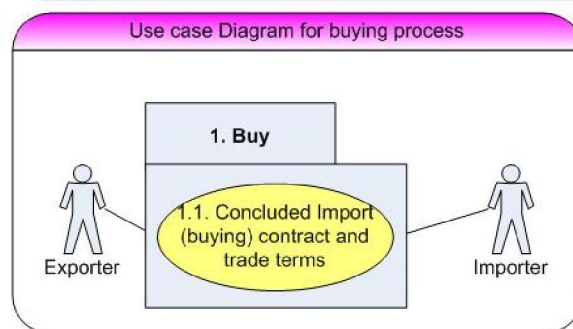 Use case Diagram for buying process
1. Buy
1.1. Concluded Import
(buying) contract and
trade terms
Exporter
Importer